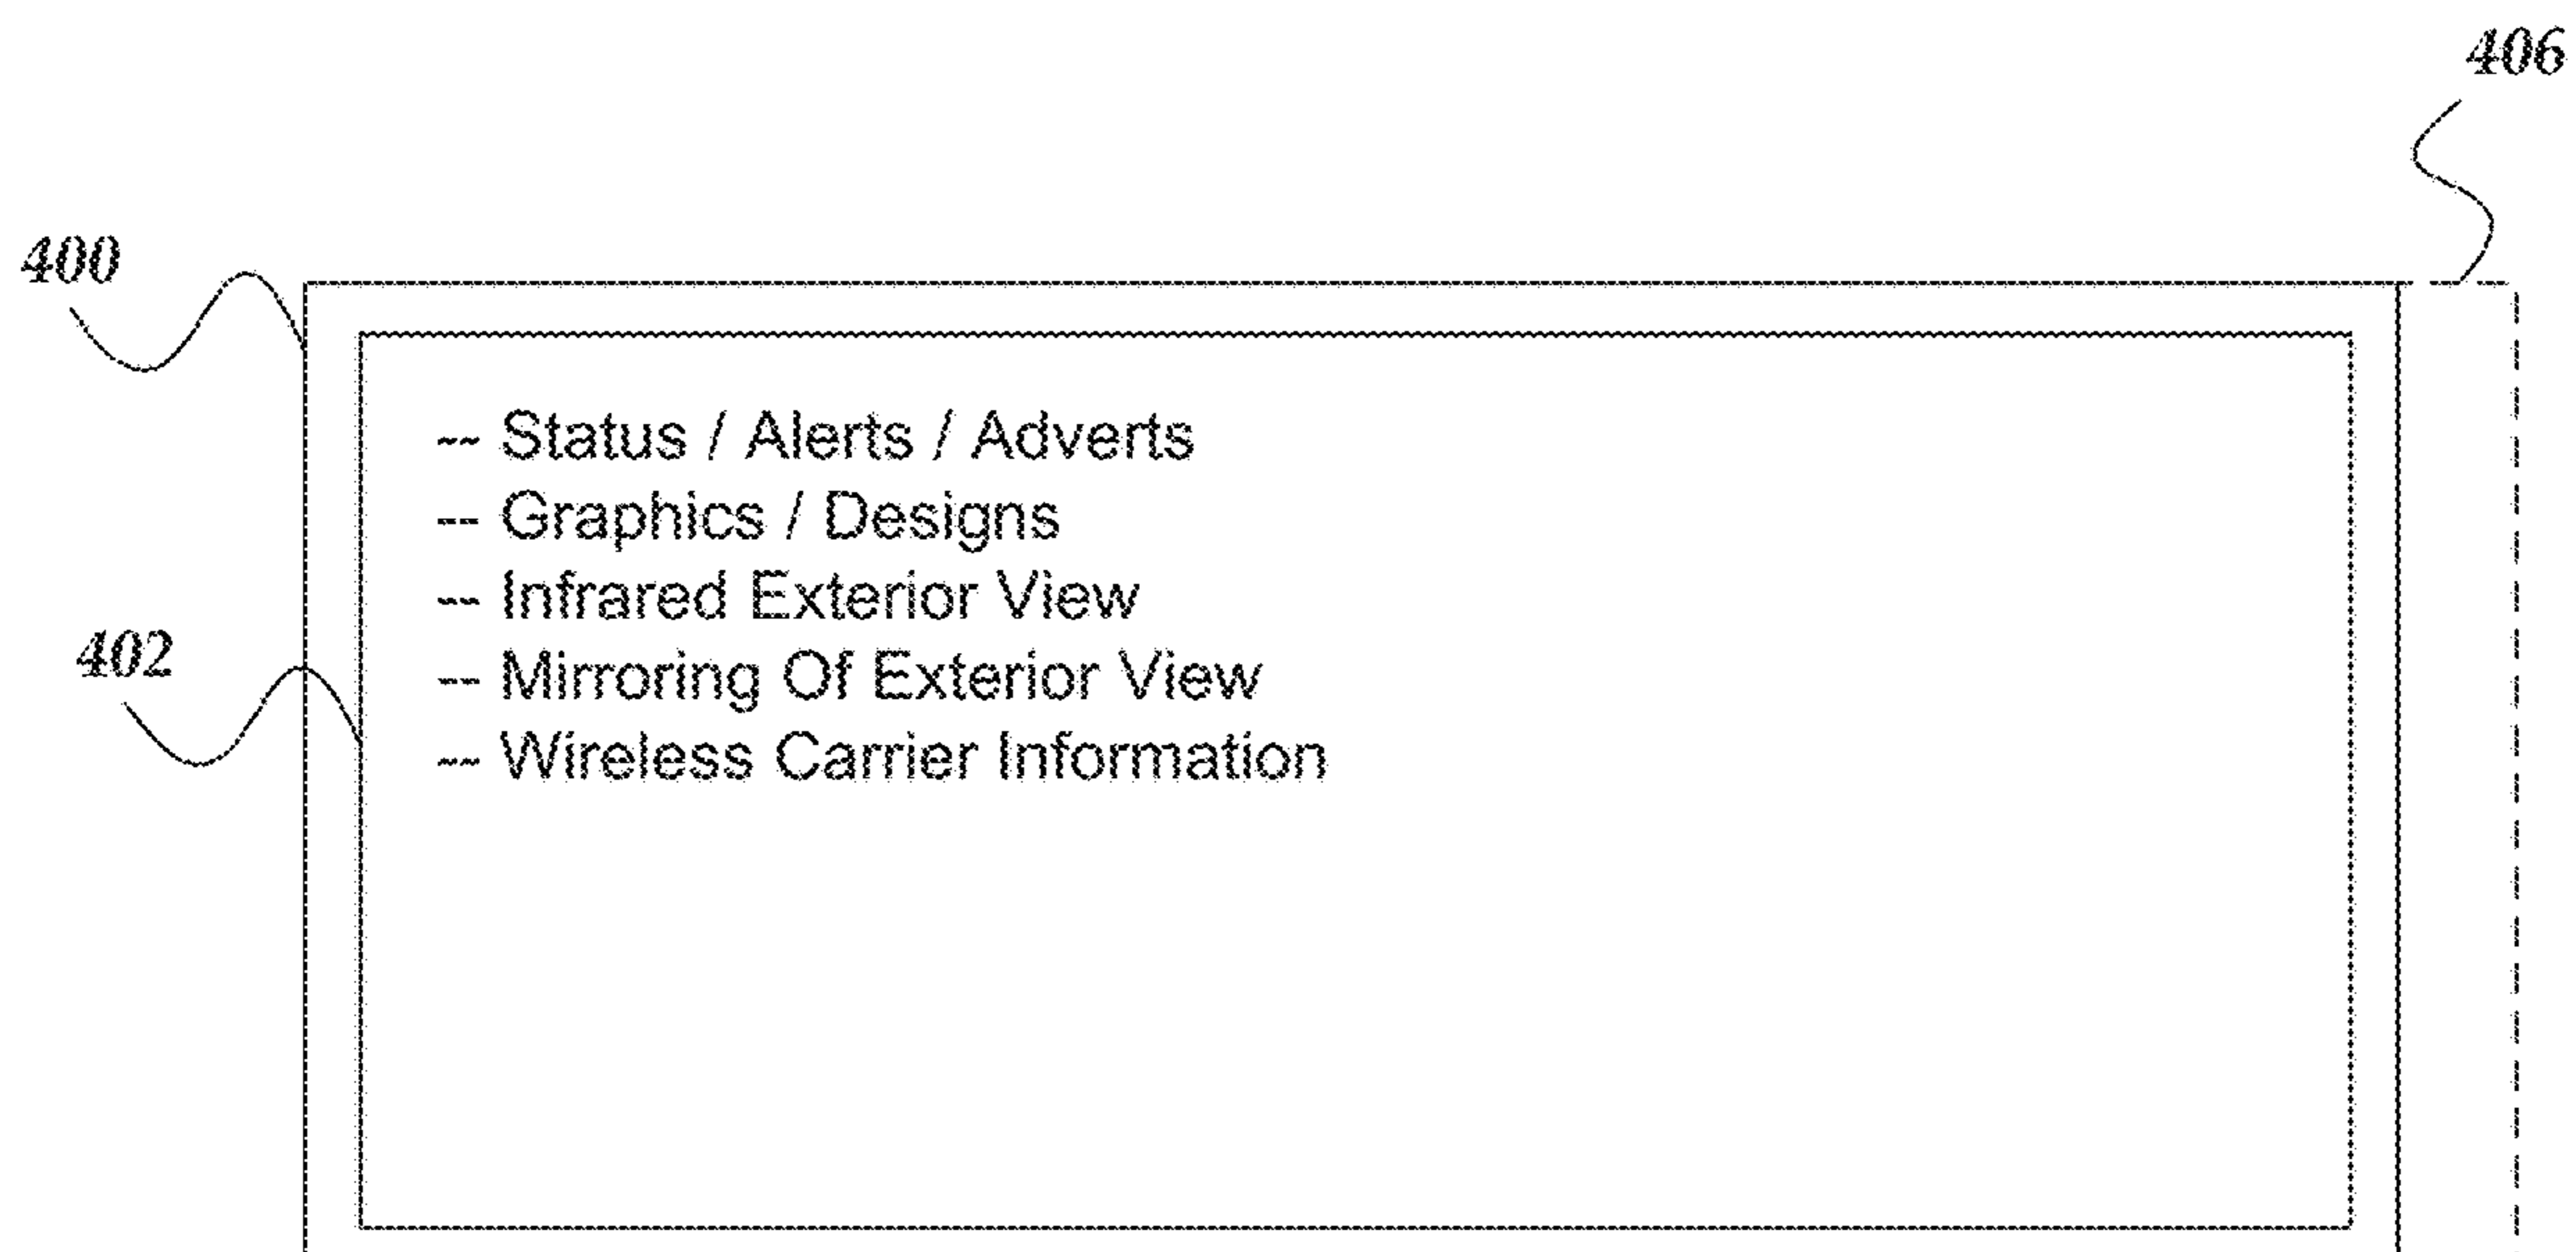 406
400
-- Status / Alerts / Adverts
-- Graphics / Designs
-- Infrared Exterior View
402
-- Mirroring Of Exterior View
-- Wireless Carrier Information